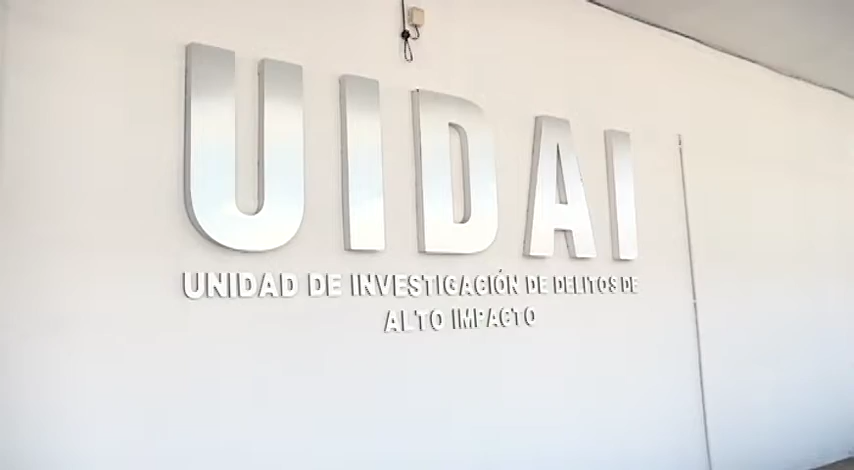 UIDAI
UNIDAD DE INVESTIGACIÓN DE DELITOS DE
ALTO IMPACTO